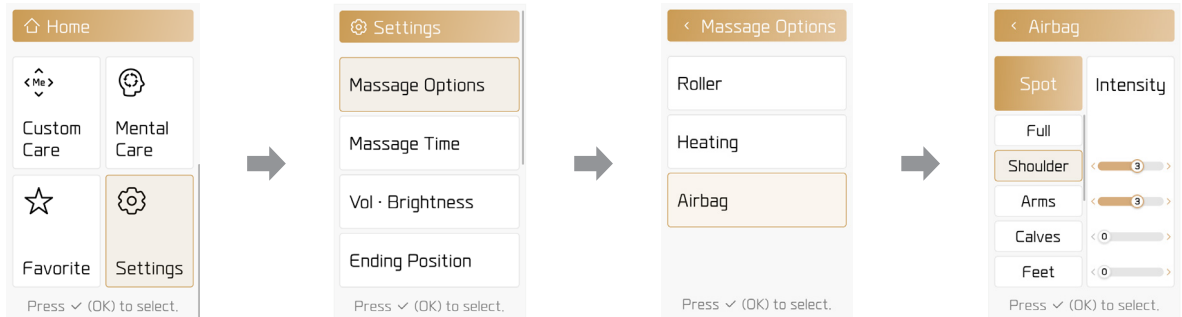 Home
Me
Custom
Care
Mental
Care
Favorite
Settings
Press ✓ (OK) to select.
Settings
Massage Options
Massage Time
Vol · Brightness
Ending Position
Press ✓ (OK) to select.
< Massage Options
Roller
Heating
Airbag
Press ✓ (OK) to select.
< Airbag
Spot
Intensity
Full
Shoulder
< 3 >
Arms
< 3 >
Calves
< 0 >
Feet
< 0 >
Press ✓ (OK) to select.